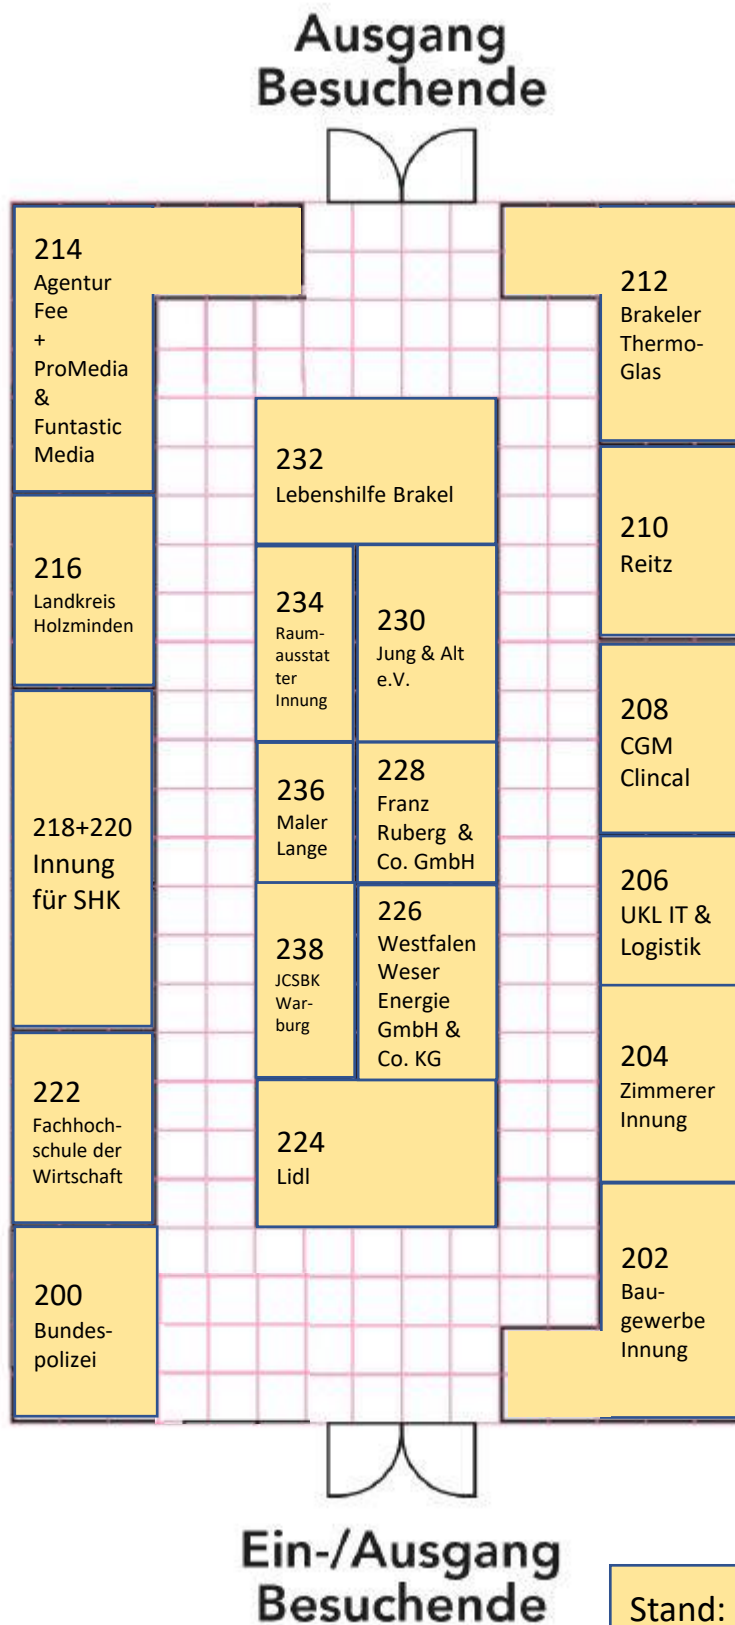 Ausgang
Besuchende
214
Agentur
Fee
+
ProMedia
&
Funtastic
Media
212
Brakeler
Thermo-
Glas
232
Lebenshilfe Brakel
210
Reitz
216
Landkreis
Holzminden
234
Raum-
ausstat
ter
Innung
230
Jung & Alt
e.V.
208
CGM
Clincal
218+220
Innung
für SHK
236
Maler
Lange
228
Franz
Ruberg & 
Co. GmbH
206
UKL IT &
Logistik
238
JCSBK
War-
burg
226
Westfalen
Weser
Energie
GmbH &
Co. KG
204
Zimmerer
Innung
222
Fachhoch-
schule der
Wirtschaft
224
Lidl
202
Bau-
gewerbe
Innung
200
Bundes-
polizei
Ein-/Ausgang
Besuchende
Stand: